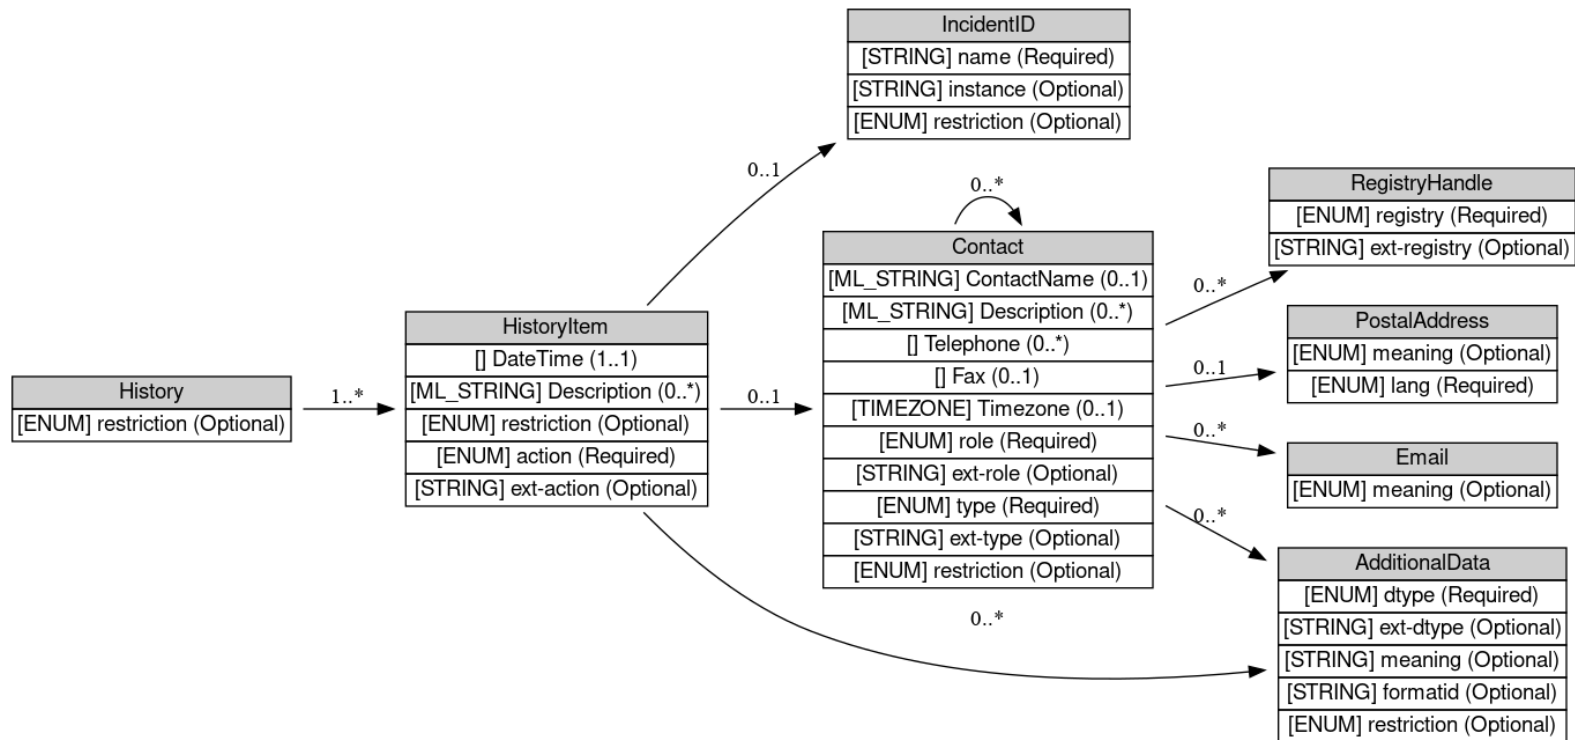 IncidentID
[STRING] name (Required)
[STRING] instance (Optional)
[ENUM] restriction (Optional)
0..1
0..*
RegistryHandle
[ENUM] registry (Required)
[STRING] ext-registry (Optional)
Contact
[ML_STRING] ContactName (0..1)
[ML_STRING] Description (0..*)
[] Telephone (0..*)
[] Fax (0..1)
[TIMEZONE] Timezone (0..1)
[ENUM] role (Required)
[STRING] ext-role (Optional)
[ENUM] type (Required)
[STRING] ext-type (Optional)
[ENUM] restriction (Optional)
0..*
0..1
0..*
0..*
PostalAddress
[ENUM] meaning (Optional)
[ENUM] lang (Required)
HistoryItem
[] DateTime (1..1)
[ML_STRING] Description (0..*)
[ENUM] restriction (Optional)
[ENUM] action (Required)
[STRING] ext-action (Optional)
0..1
History
[ENUM] restriction (Optional)
1..*
Email
[ENUM] meaning (Optional)
AdditionalData
[ENUM] dtype (Required)
[STRING] ext-dtype (Optional)
[STRING] meaning (Optional)
[STRING] formatid (Optional)
[ENUM] restriction (Optional)
0..*